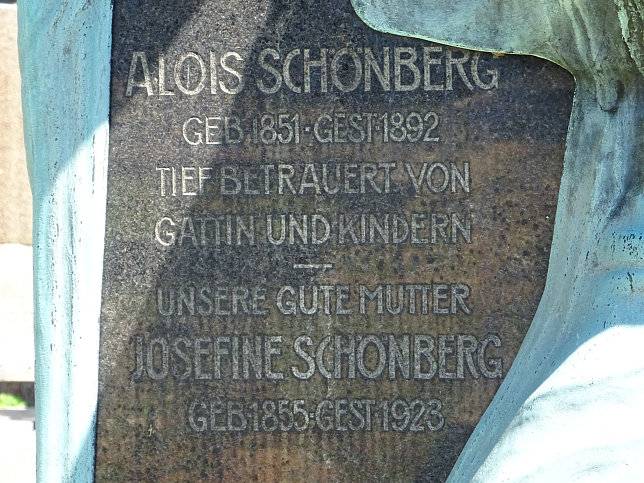 ALOIS SCHÖNBERG
GEB. 1851·GEST. 1892
TIEF BETRAUERT VON
GATTIN UND KINDERN
—
UNSERE GUTE MUTTER
JOSEFINE SCHÖNBERG
GEB. 1855·GEST. 1923